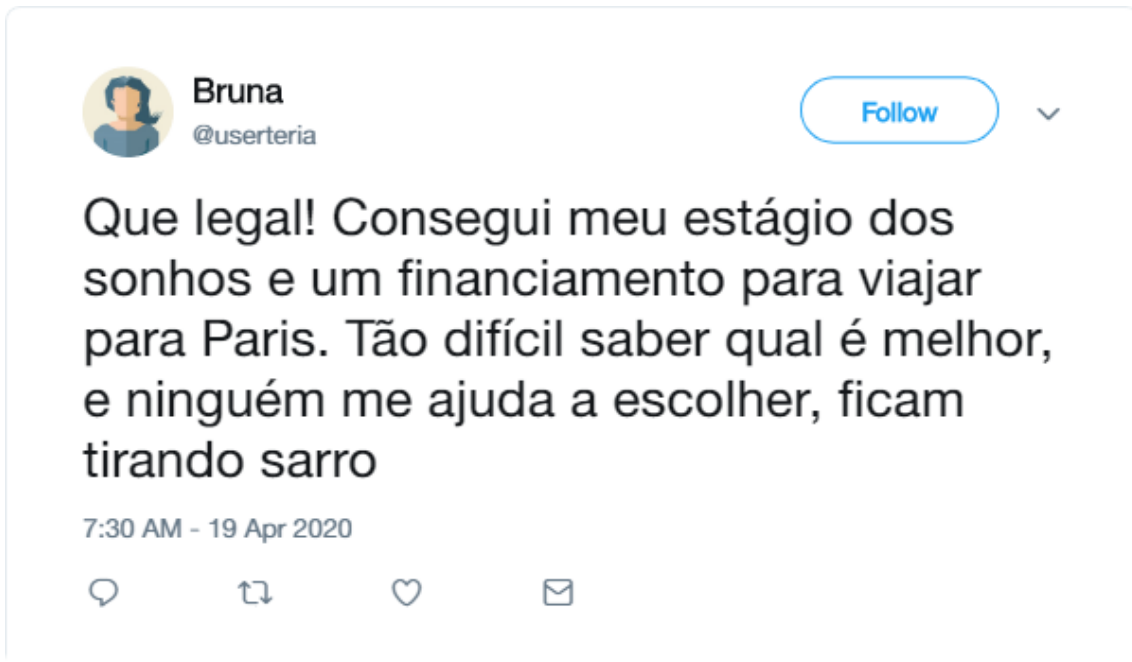 Bruna
@userteria
Follow
Que legal! Consegui meu estágio dos
sonhos e um financiamento para viajar
para Paris. Tão difícil saber qual é melhor,
e ninguém me ajuda a escolher, ficam
tirando sarro
7:30 AM - 19 Apr 2020